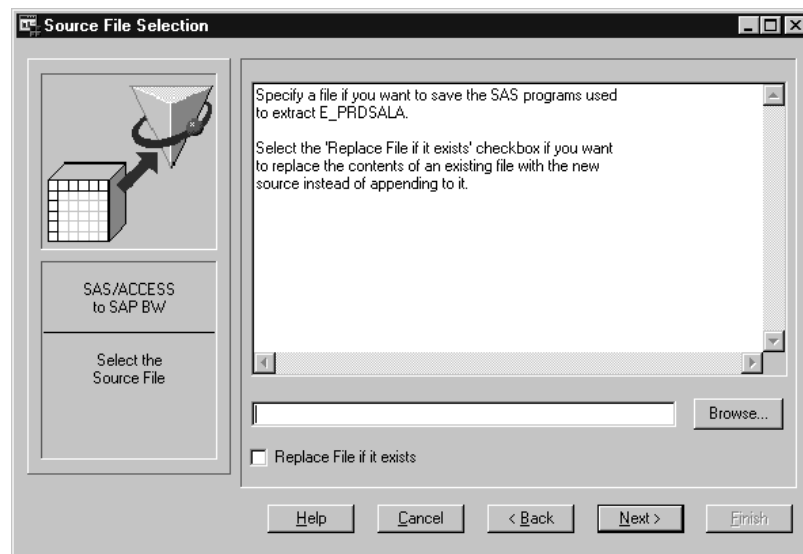 Source File Selection
Specify a file if you want to save the SAS programs used
to extract E_PRDSALA.
Select the 'Replace File if it exists' checkbox if you want
to replace the contents of an existing file with the new
source instead of appending to it.
SAS/ACCESS
to SAP BW
Select the
Source File
Browse...
Replace File if it exists
Help
Cancel
< Back
Next >
Finish